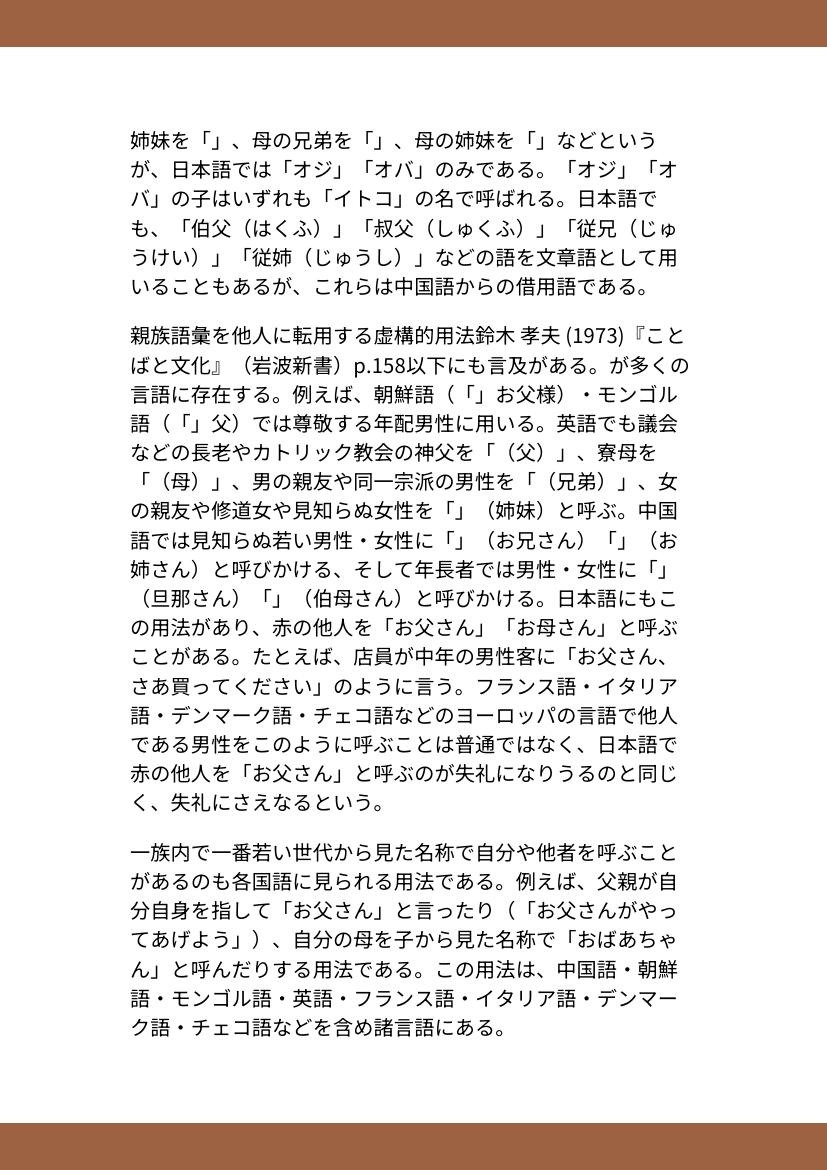 姉妹を「」、母の兄弟を「」、母の姉妹を「」などという
が、日本語では「オジ」「オバ」のみである。「オジ」「オ
バ」の子はいずれも「イトコ」の名で呼ばれる。日本語で
も、「伯父（はくふ）」「叔父（しゅくふ）」「従兄（じゅ
うけい）」「従姉（じゅうし）」などの語を文章語として用
いることもあるが、これらは中国語からの借用語である。
親族語彙を他人に転用する虚構的用法鈴木 孝夫 (1973)『こと
ばと文化』（岩波新書）p.158以下にも言及がある。が多くの
言語に存在する。例えば、朝鮮語（「」お父様）・モンゴル
語（「」父）では尊敬する年配男性に用いる。英語でも議会
などの長老やカトリック教会の神父を「（父）」、寮母を
「（母）」、男の親友や同一宗派の男性を「（兄弟）」、女
の親友や修道女や見知らぬ女性を「」（姉妹）と呼ぶ。中国
語では見知らぬ若い男性・女性に「」（お兄さん）「」（お
姉さん）と呼びかける、そして年長者では男性・女性に「」
（旦那さん）「」（伯母さん）と呼びかける。日本語にもこ
の用法があり、赤の他人を「お父さん」「お母さん」と呼ぶ
ことがある。たとえば、店員が中年の男性客に「お父さん、
さあ買ってください」のように言う。フランス語・イタリア
語・デンマーク語・チェコ語などのヨーロッパの言語で他人
である男性をこのように呼ぶことは普通ではなく、日本語で
赤の他人を「お父さん」と呼ぶのが失礼になりうるのと同じ
く、失礼にさえなるという。
一族内で一番若い世代から見た名称で自分や他者を呼ぶこと
があるのも各国語に見られる用法である。例えば、父親が自
分自身を指して「お父さん」と言ったり（「お父さんがやっ
てあげよう」）、自分の母を子から見た名称で「おばあちゃ
ん」と呼んだりする用法である。この用法は、中国語・朝鮮
語・モンゴル語・英語・フランス語・イタリア語・デンマー
ク語・チェコ語などを含め諸言語にある。